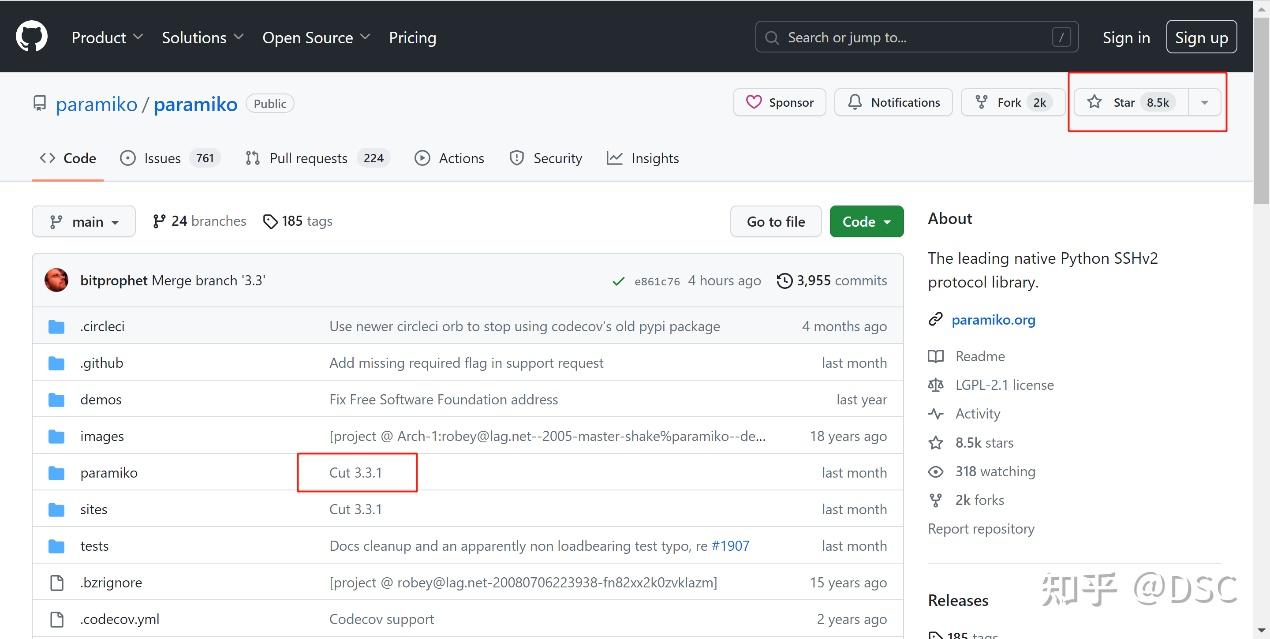 Product Solutions Open Source Pricing Search or jump to... / Sign in Sign up
paramiko / paramiko Public Sponsor Notifications Fork 2k Star 8.5k
Code Issues 761 Pull requests 224 Actions Security Insights
main 24 branches 185 tags Go to file Code
bitprophet Merge branch '3.3' e861c76 4 hours ago 3,955 commits
.circleci Use newer circleci orb to stop using codecov's old pypi package 4 months ago
.github Add missing required flag in support request last month
demos Fix Free Software Foundation address last year
images [project @ Arch-1:robey@lag.net--2005-master-shake%paramiko--de... 18 years ago
paramiko Cut 3.3.1 last month
sites Cut 3.3.1 last month
tests Docs cleanup and an apparently non loadbearing test typo, re #1907 last month
.bzrignore [project @ robey@lag.net-20080706223938-fn82xx2k0zvklazm] 15 years ago
.codecov.yml Codecov support 2 years ago
About
The leading native Python SSHv2
protocol library.
paramiko.org
Readme
LGPL-2.1 license
Activity
8.5k stars
318 watching
2k forks
Report repository
Releases
185 tags
知乎 @DSC